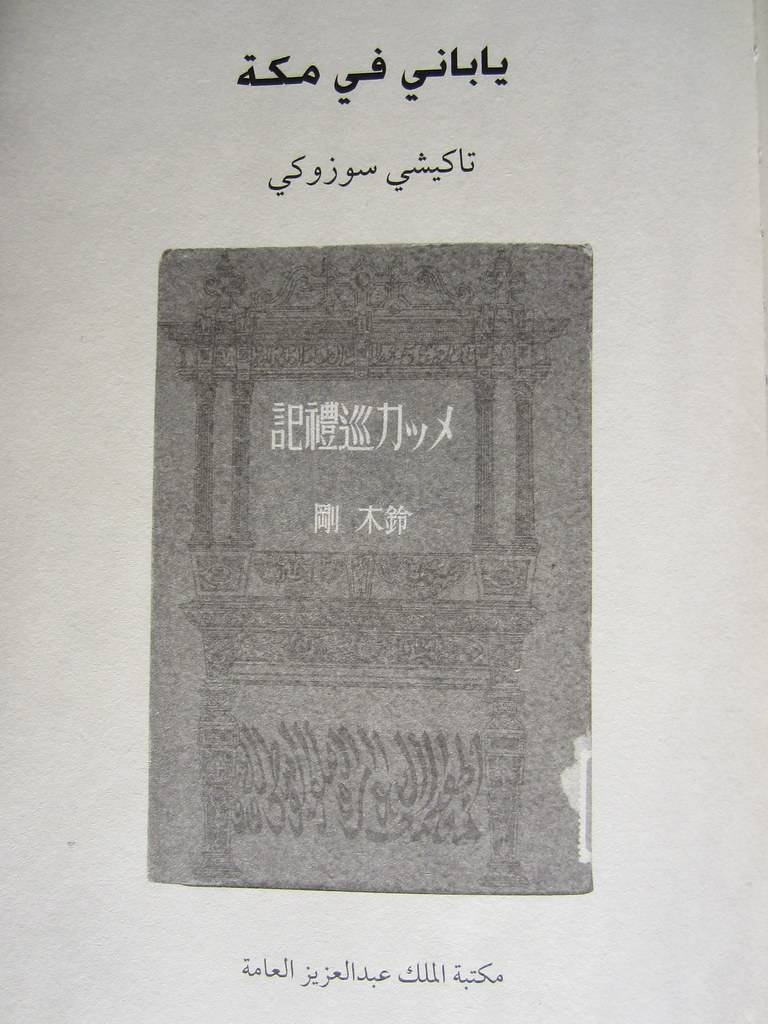 ياباني في مكة
تاكيشي سوزوكي
メッカ巡禮記
鈴木 剛
مكتبة الملك عبدالعزيز العامة